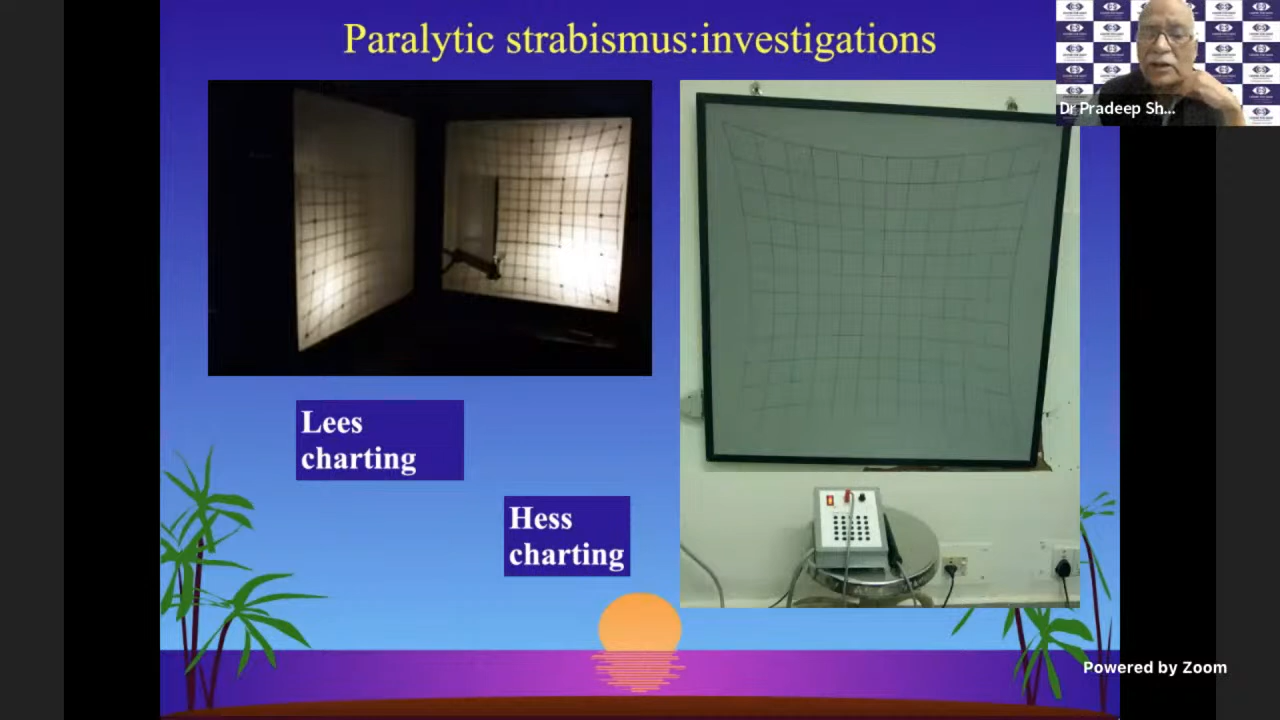 Paralytic strabismus:investigations
Dr Pradeep Sh...
Lees
charting
Hess
charting
Powered by Zoom